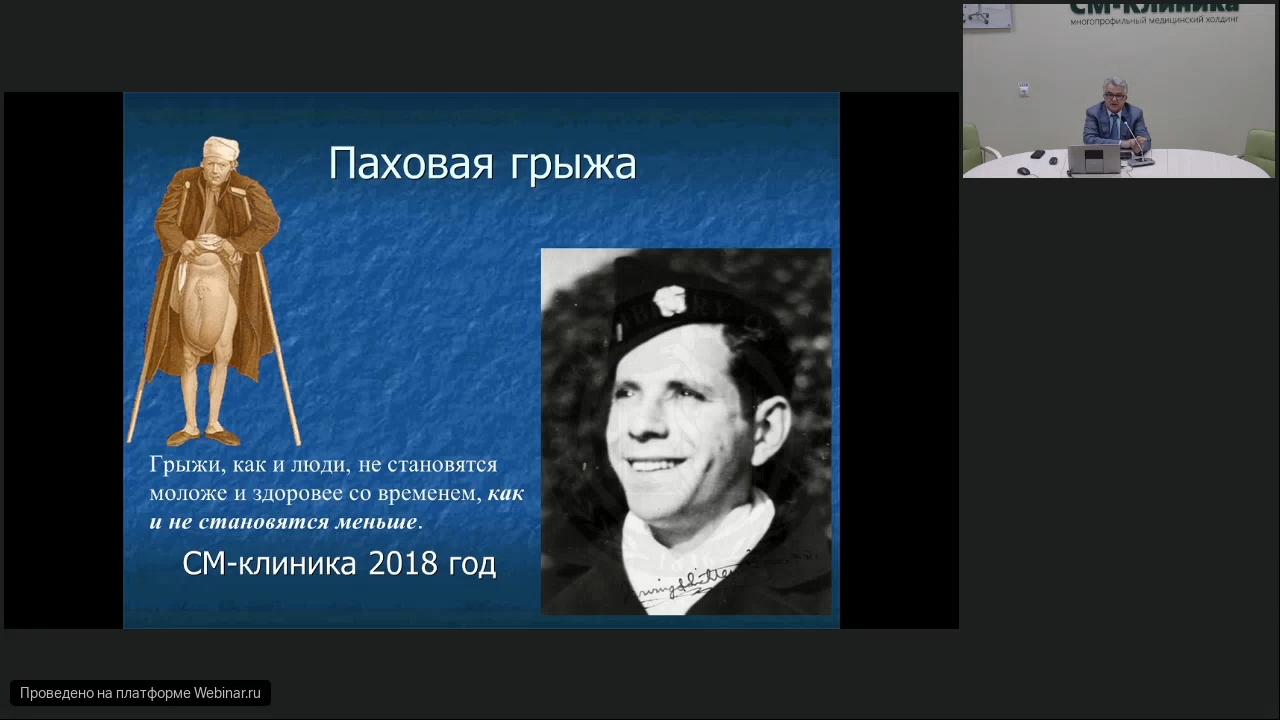 СМ-клиника
многопрофильный медицинский холдинг
Паховая грыжа
Грыжи, как и люди, не становятся
моложе и здоровее со временем, как
и не становятся меньше.
СМ-клиника 2018 год
Проведено на платформе Webinar.ru